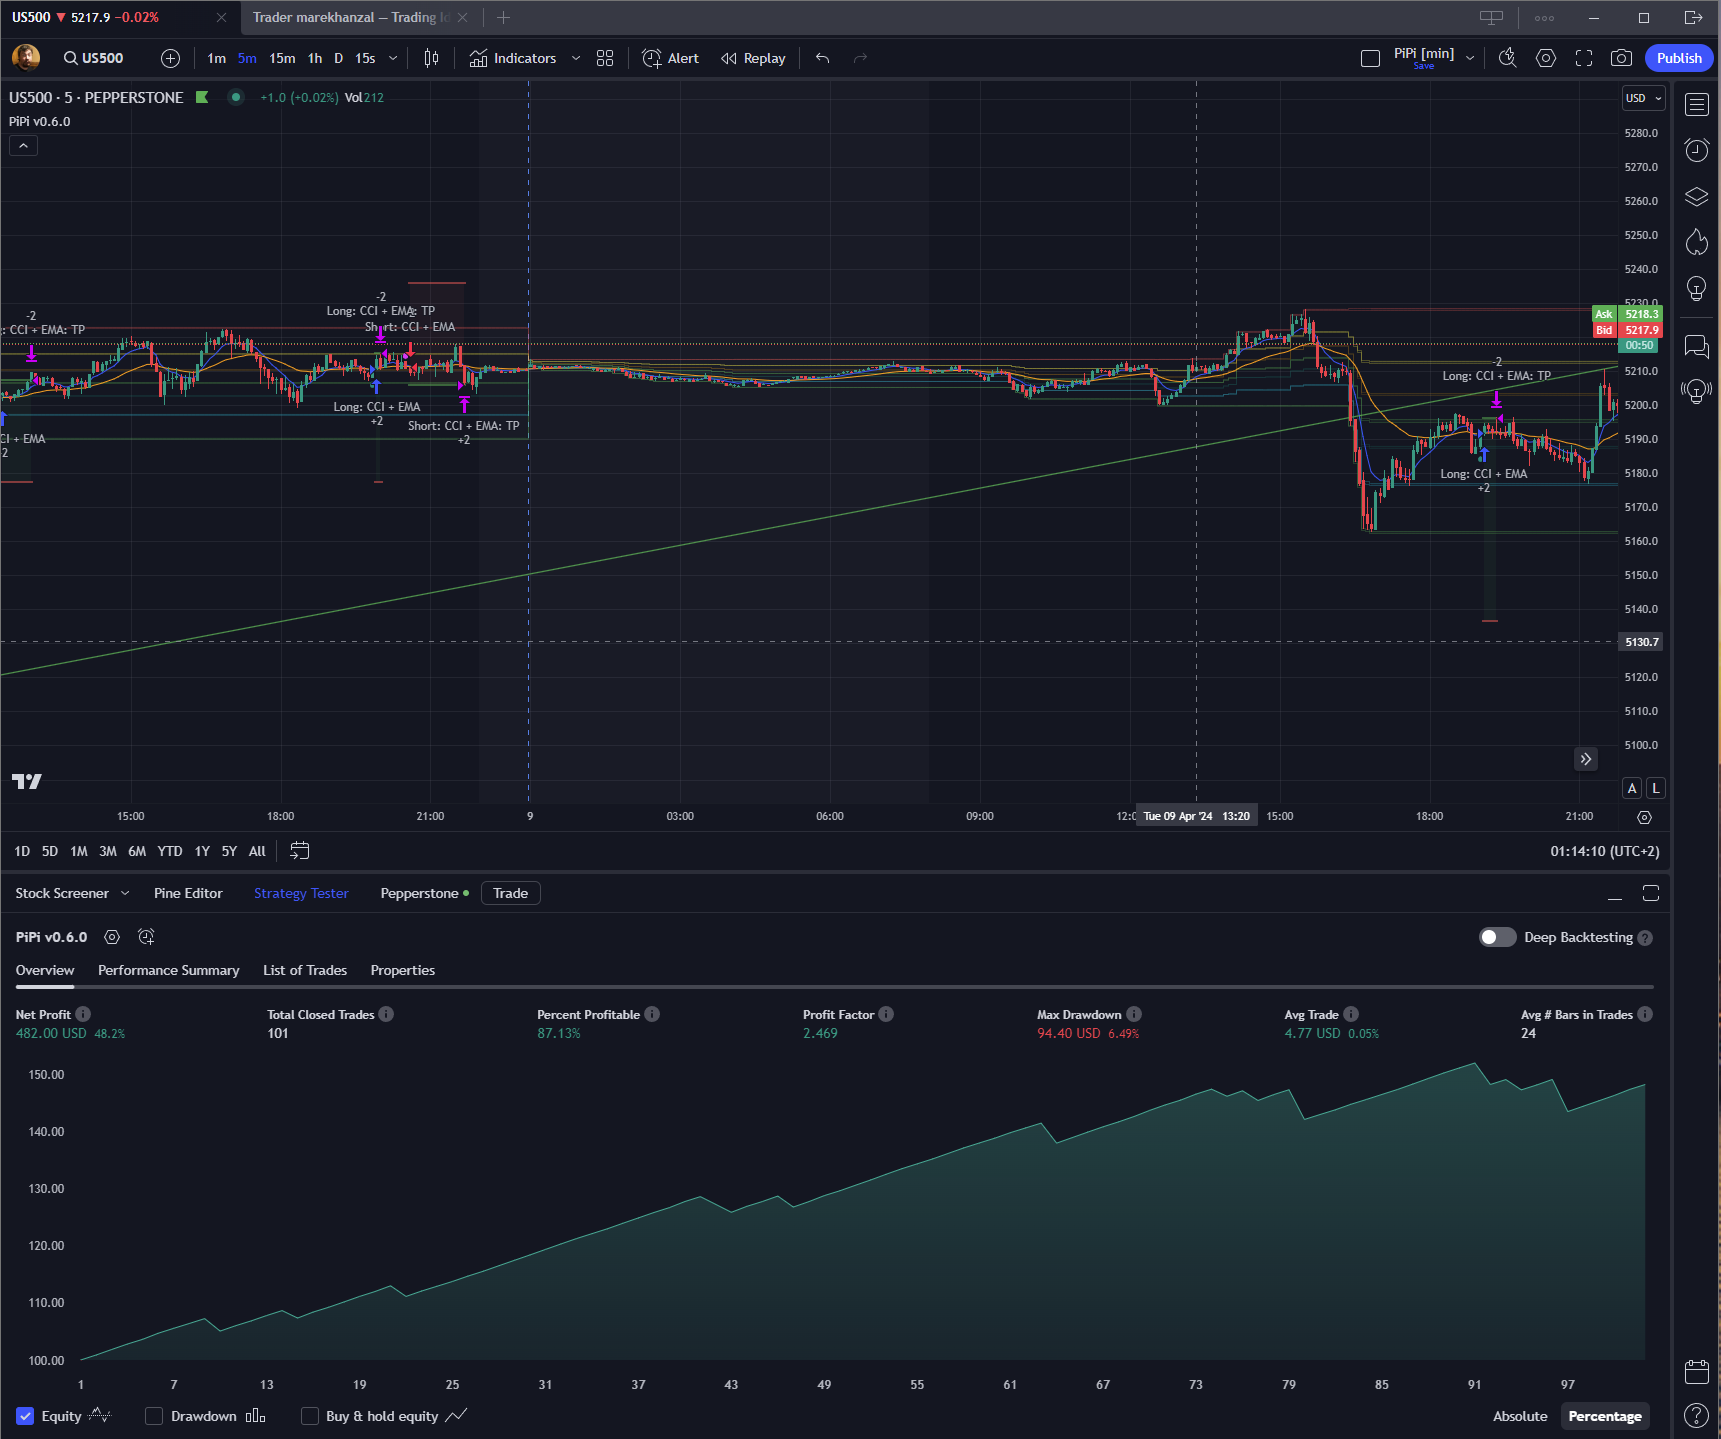 US500 ▼ 5217.9 −0.02%
Trader marekhanzal — Trading Id
US500
1m 5m 15m 1h D 15s
Indicators
Alert
Replay
PiPi [min]
Save
Publish
US500 · 5 · PEPPERSTONE +1.0 (+0.02%) Vol212
PiPi v0.6.0
USD
5280.0
5270.0
5260.0
5250.0
5240.0
5230.0
Ask 5218.3
Bid 5217.9
00:50
5210.0
5200.0
5190.0
5180.0
5170.0
5160.0
5150.0
5140.0
5130.7
5120.0
5110.0
5100.0
-2
: CCI + EMA: TP
CI + EMA
2
-2
Long: CCI + EMA: TP
Short: CCI + EMA
Long: CCI + EMA
+2
Short: CCI + EMA: TP
+2
-2
Long: CCI + EMA: TP
Long: CCI + EMA
+2
A L
15:00 18:00 21:00 9 03:00 06:00 09:00 12:0 Tue 09 Apr '24 13:20 15:00 18:00 21:00
1D 5D 1M 3M 6M YTD 1Y 5Y All
01:14:10 (UTC+2)
Stock Screener Pine Editor Strategy Tester Pepperstone Trade
PiPi v0.6.0
Deep Backtesting
Overview Performance Summary List of Trades Properties
Net Profit Total Closed Trades Percent Profitable Profit Factor Max Drawdown Avg Trade Avg # Bars in Trades
482.00 USD 48.2% 101 87.13% 2.469 94.40 USD 6.49% 4.77 USD 0.05% 24
150.00
140.00
130.00
120.00
110.00
100.00
1 7 13 19 25 31 37 43 49 55 61 67 73 79 85 91 97
Equity Drawdown Buy & hold equity
Absolute Percentage